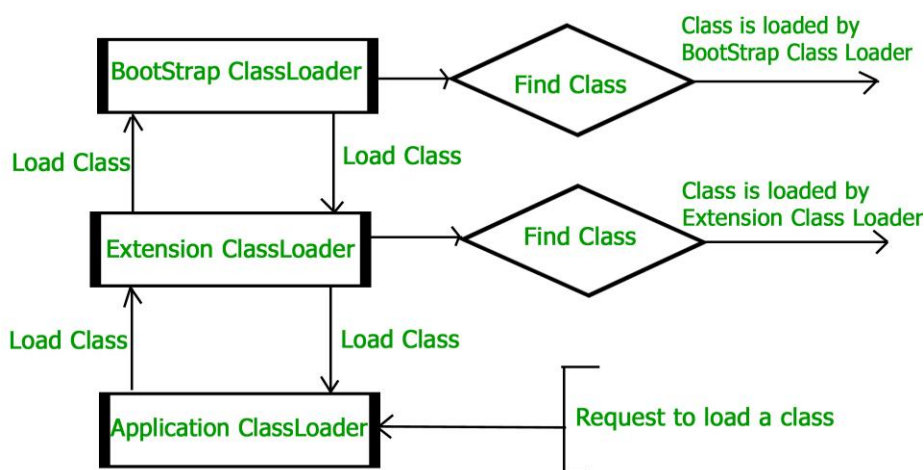 Class is loaded by
BootStrap Class Loader
BootStrap ClassLoader
Find Class
Load Class
Load Class
Class is loaded by
Extension Class Loader
Extension ClassLoader
Find Class
Load Class
Load Class
Request to load a class
Application ClassLoader